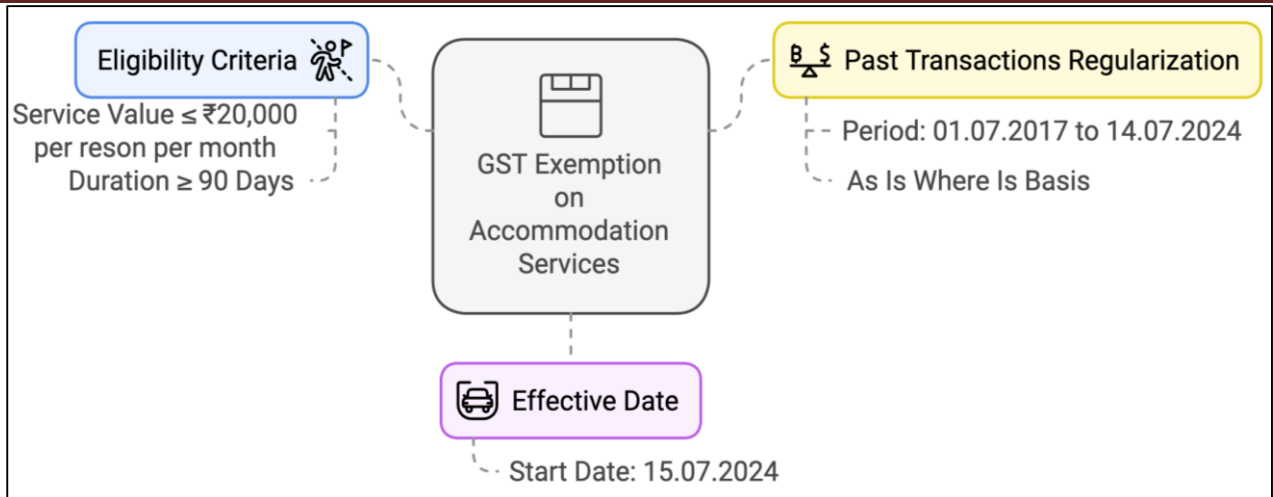 Eligibility Criteria
Service Value ≤ ₹20,000
per reson per month
Duration ≥ 90 Days
GST Exemption
on
Accommodation
Services
Past Transactions Regularization
Period: 01.07.2017 to 14.07.2024
As Is Where Is Basis
Effective Date
Start Date: 15.07.2024